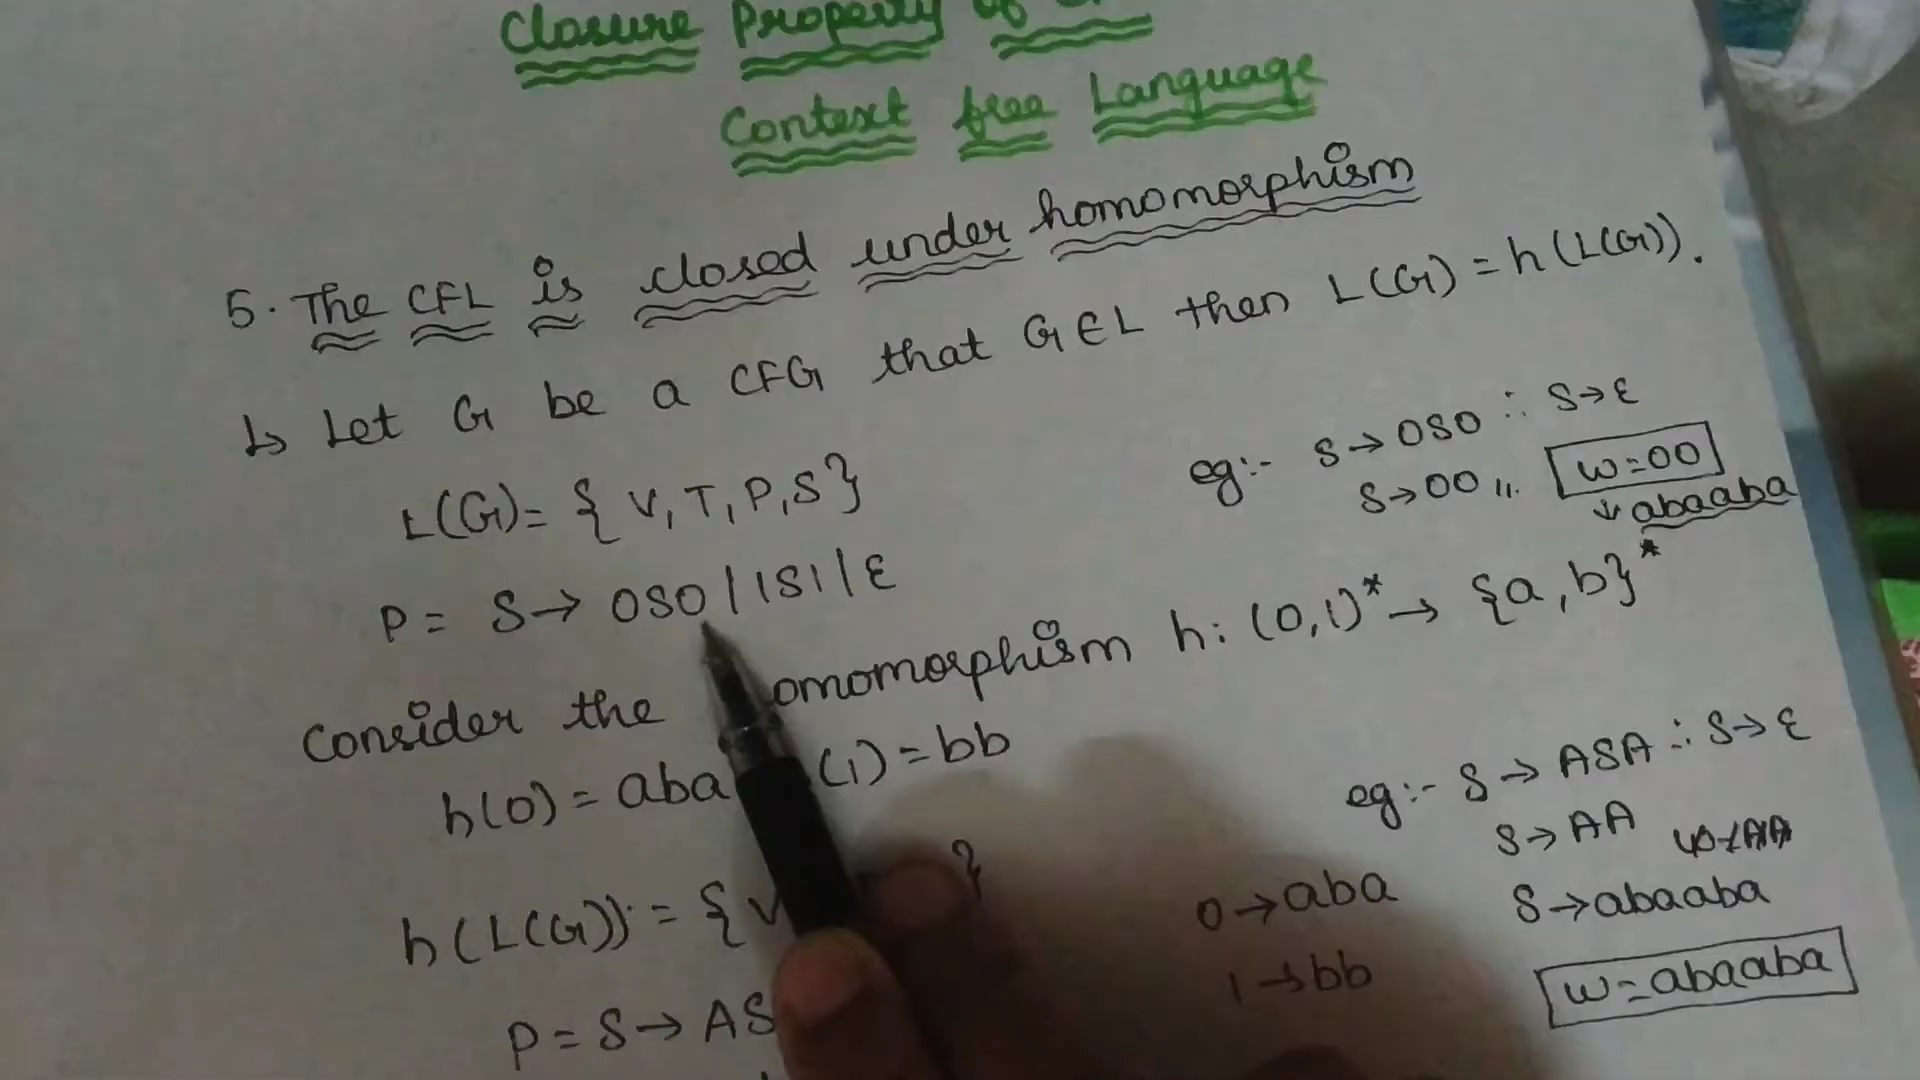 Closure Property of
Context free Language
5. The CFL is closed under homomorphism
↳ Let G be a CFG that G∈L then L(G) = h(L(G)).
L(G) = { V, T, P, S }
eg:- S → 0S0 ∴ S → ε
S → 00 ,,. w = 00
↓ abaaba
P = S → 0S0 | 1S1 | ε
Consider the omomorphism h: (0,1)* → {a, b}*
h(0) = aba (1) = bb
eg:- S → ASA ∴ S → ε
S → AA
h(L(G)) = { V }
0 → aba
S → abaaba
1 → bb
w = abaaba
P = S → AS